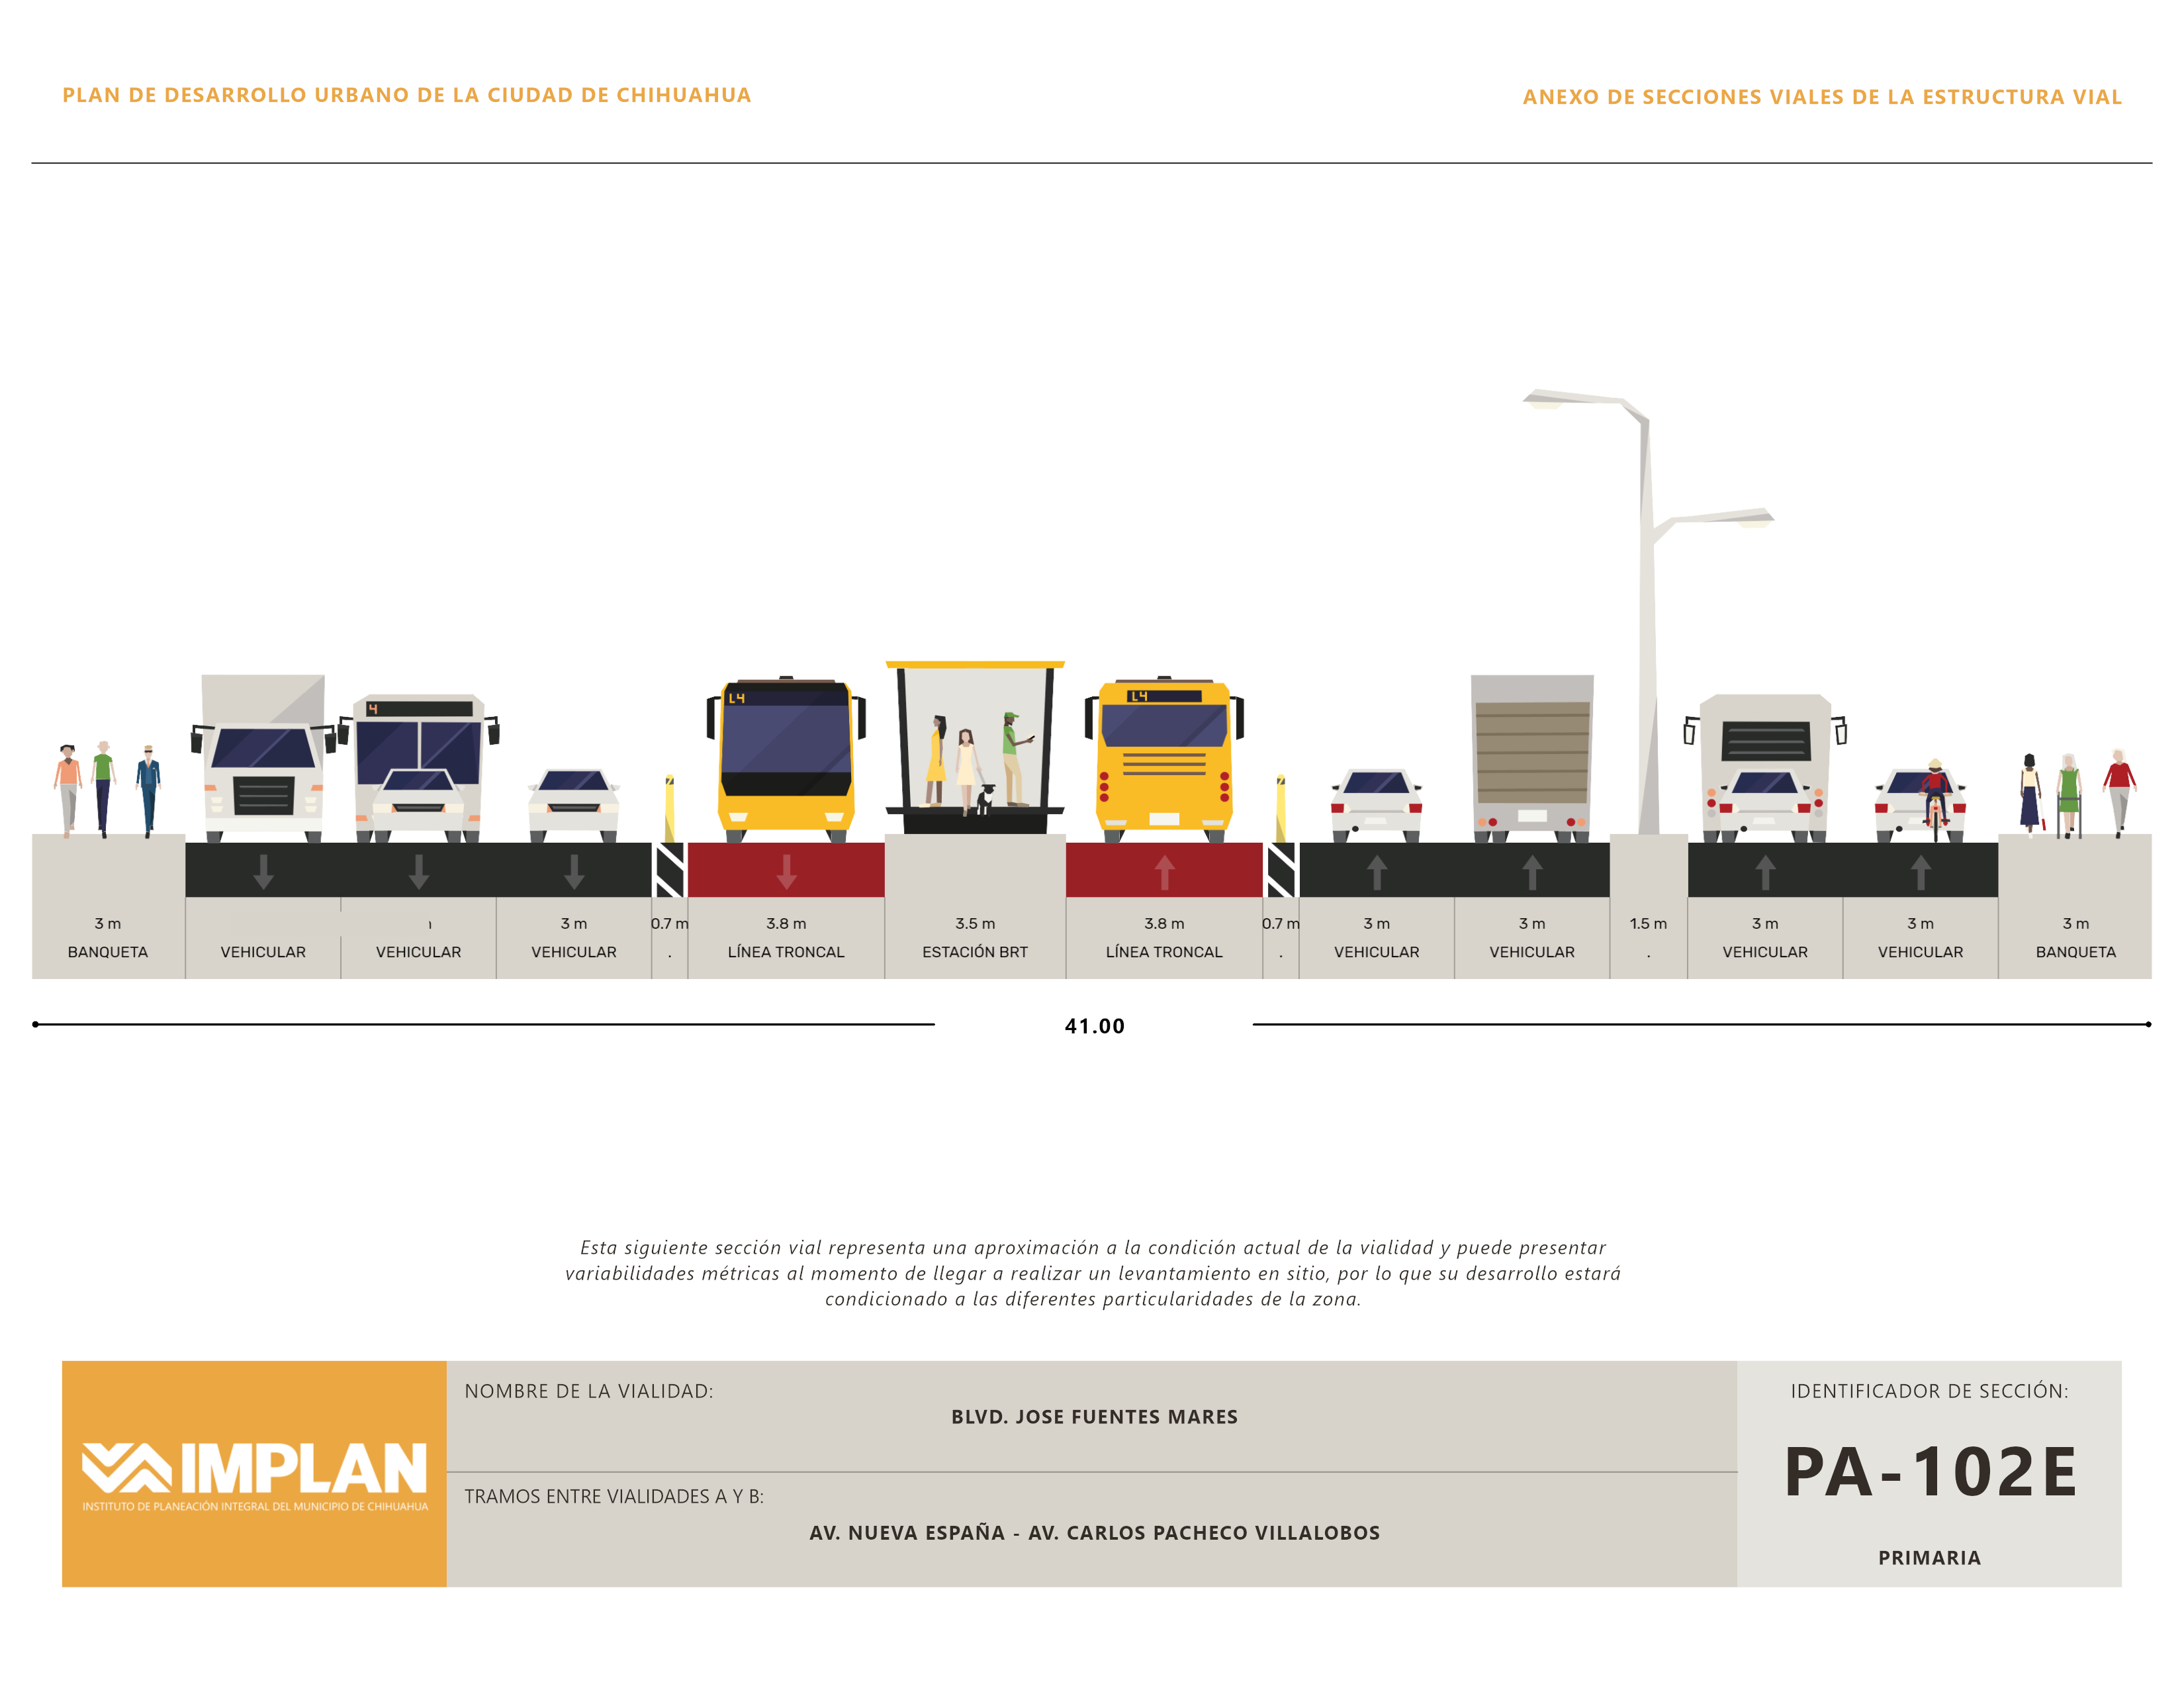 PLAN DE DESARROLLO URBANO DE LA CIUDAD DE CHIHUAHUA
ANEXO DE SECCIONES VIALES DE LA ESTRUCTURA VIAL
4
L4
L4
3 m 3 m 0.7 m 3.8 m 3.5 m 3.8 m 0.7 m 3 m 3 m 1.5 m 3 m 3 m 3 m
BANQUETA VEHICULAR VEHICULAR VEHICULAR . LÍNEA TRONCAL ESTACIÓN BRT LÍNEA TRONCAL . VEHICULAR VEHICULAR . VEHICULAR VEHICULAR BANQUETA
41.00
Esta siguiente sección vial representa una aproximación a la condición actual de la vialidad y puede presentar
variabilidades métricas al momento de llegar a realizar un levantamiento en sitio, por lo que su desarrollo estará
condicionado a las diferentes particularidades de la zona.
IMPLAN
INSTITUTO DE PLANEACIÓN INTEGRAL DEL MUNICIPIO DE CHIHUAHUA
NOMBRE DE LA VIALIDAD:
BLVD. JOSE FUENTES MARES
TRAMOS ENTRE VIALIDADES A Y B:
AV. NUEVA ESPAÑA - AV. CARLOS PACHECO VILLALOBOS
IDENTIFICADOR DE SECCIÓN:
PA-102E
PRIMARIA